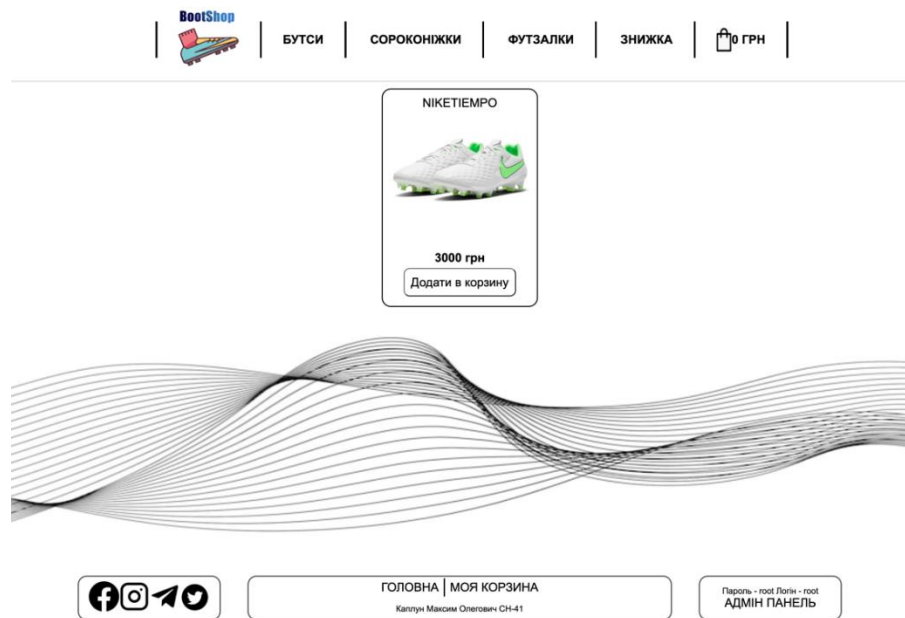 BootShop
БУТСИ
СОРОКОНІЖКИ
ФУТЗАЛКИ
ЗНИЖКА
0 ГРН
NIKETIEMPO
3000 грн
Додати в корзину
ГОЛОВНА
МОЯ КОРЗИНА
Каплун Максим Олегович СН-41
Пароль - root Логін - root
АДМІН ПАНЕЛЬ